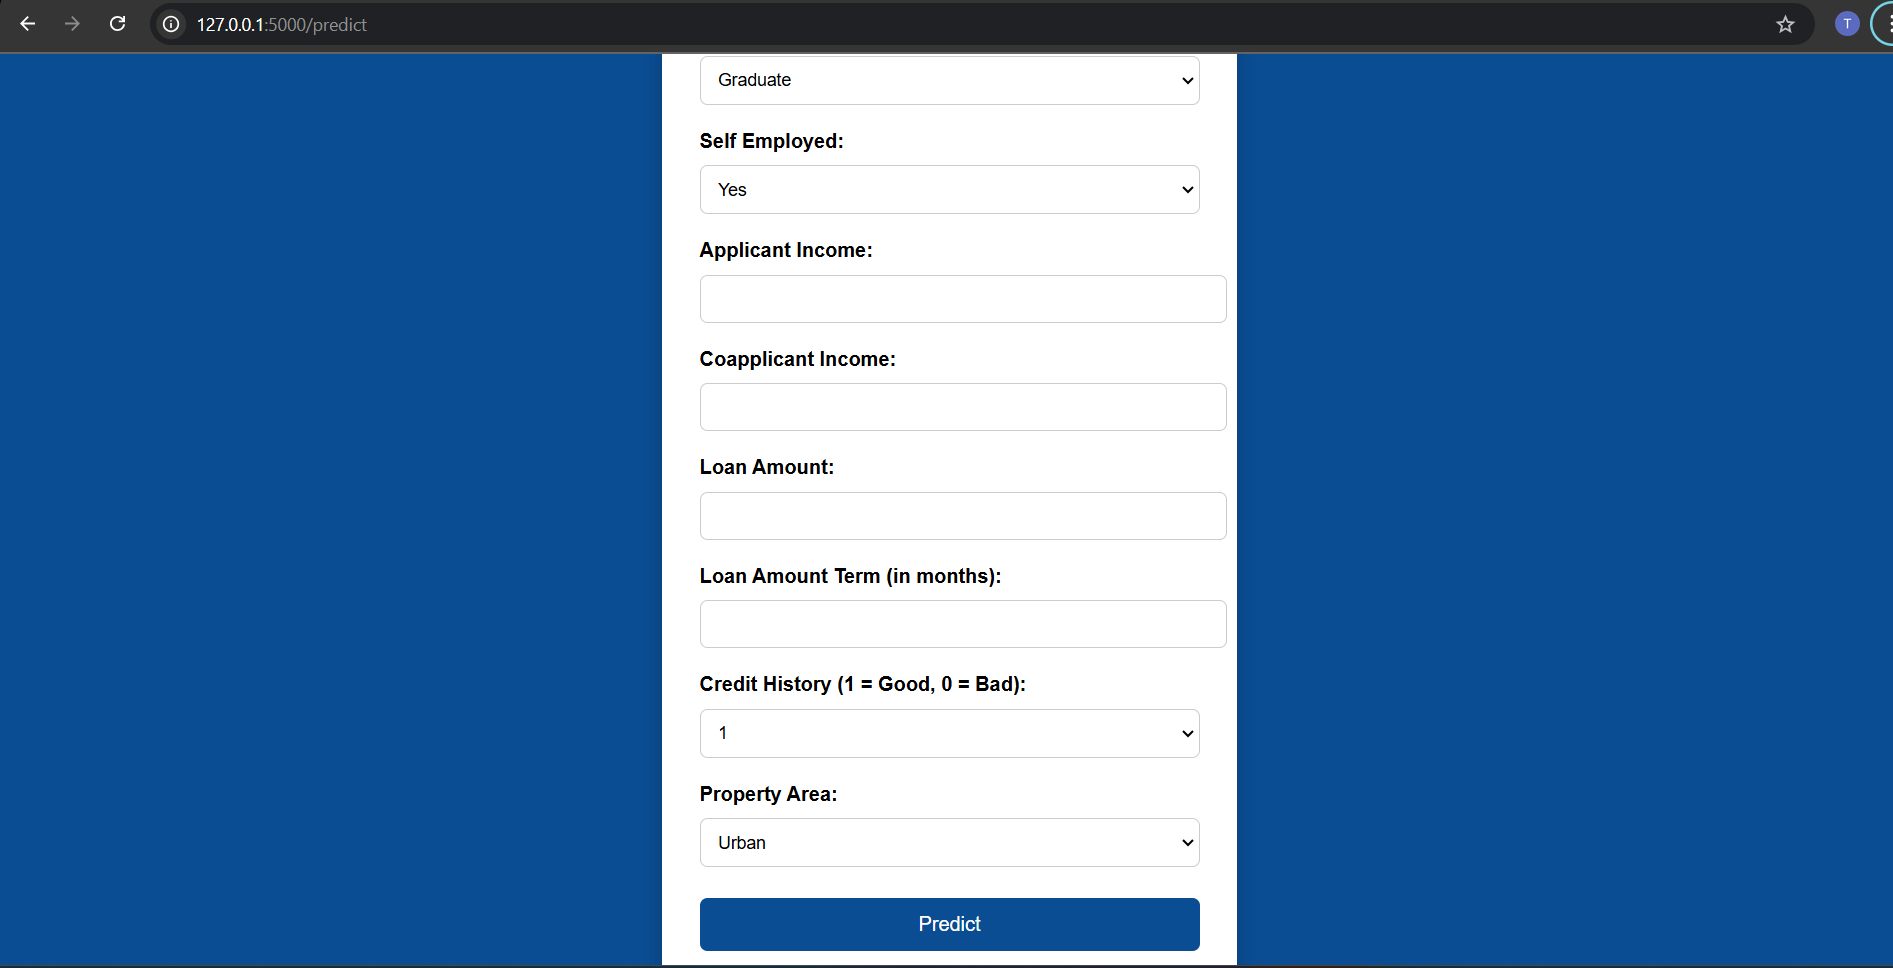 127.0.0.1:5000/predict
T
Graduate
Self Employed:
Yes
Applicant Income:
Coapplicant Income:
Loan Amount:
Loan Amount Term (in months):
Credit History (1 = Good, 0 = Bad):
1
Property Area:
Urban
Predict